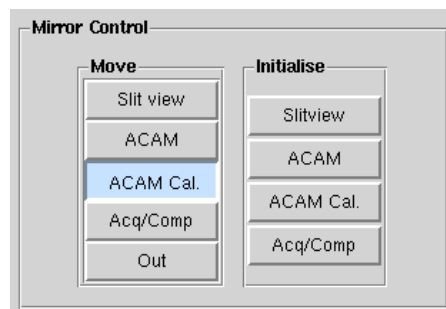 Mirror Control
Move
Slit view
ACAM
ACAM Cal.
Acq/Comp
Out
Initialise
Slitview
ACAM
ACAM Cal.
Acq/Comp